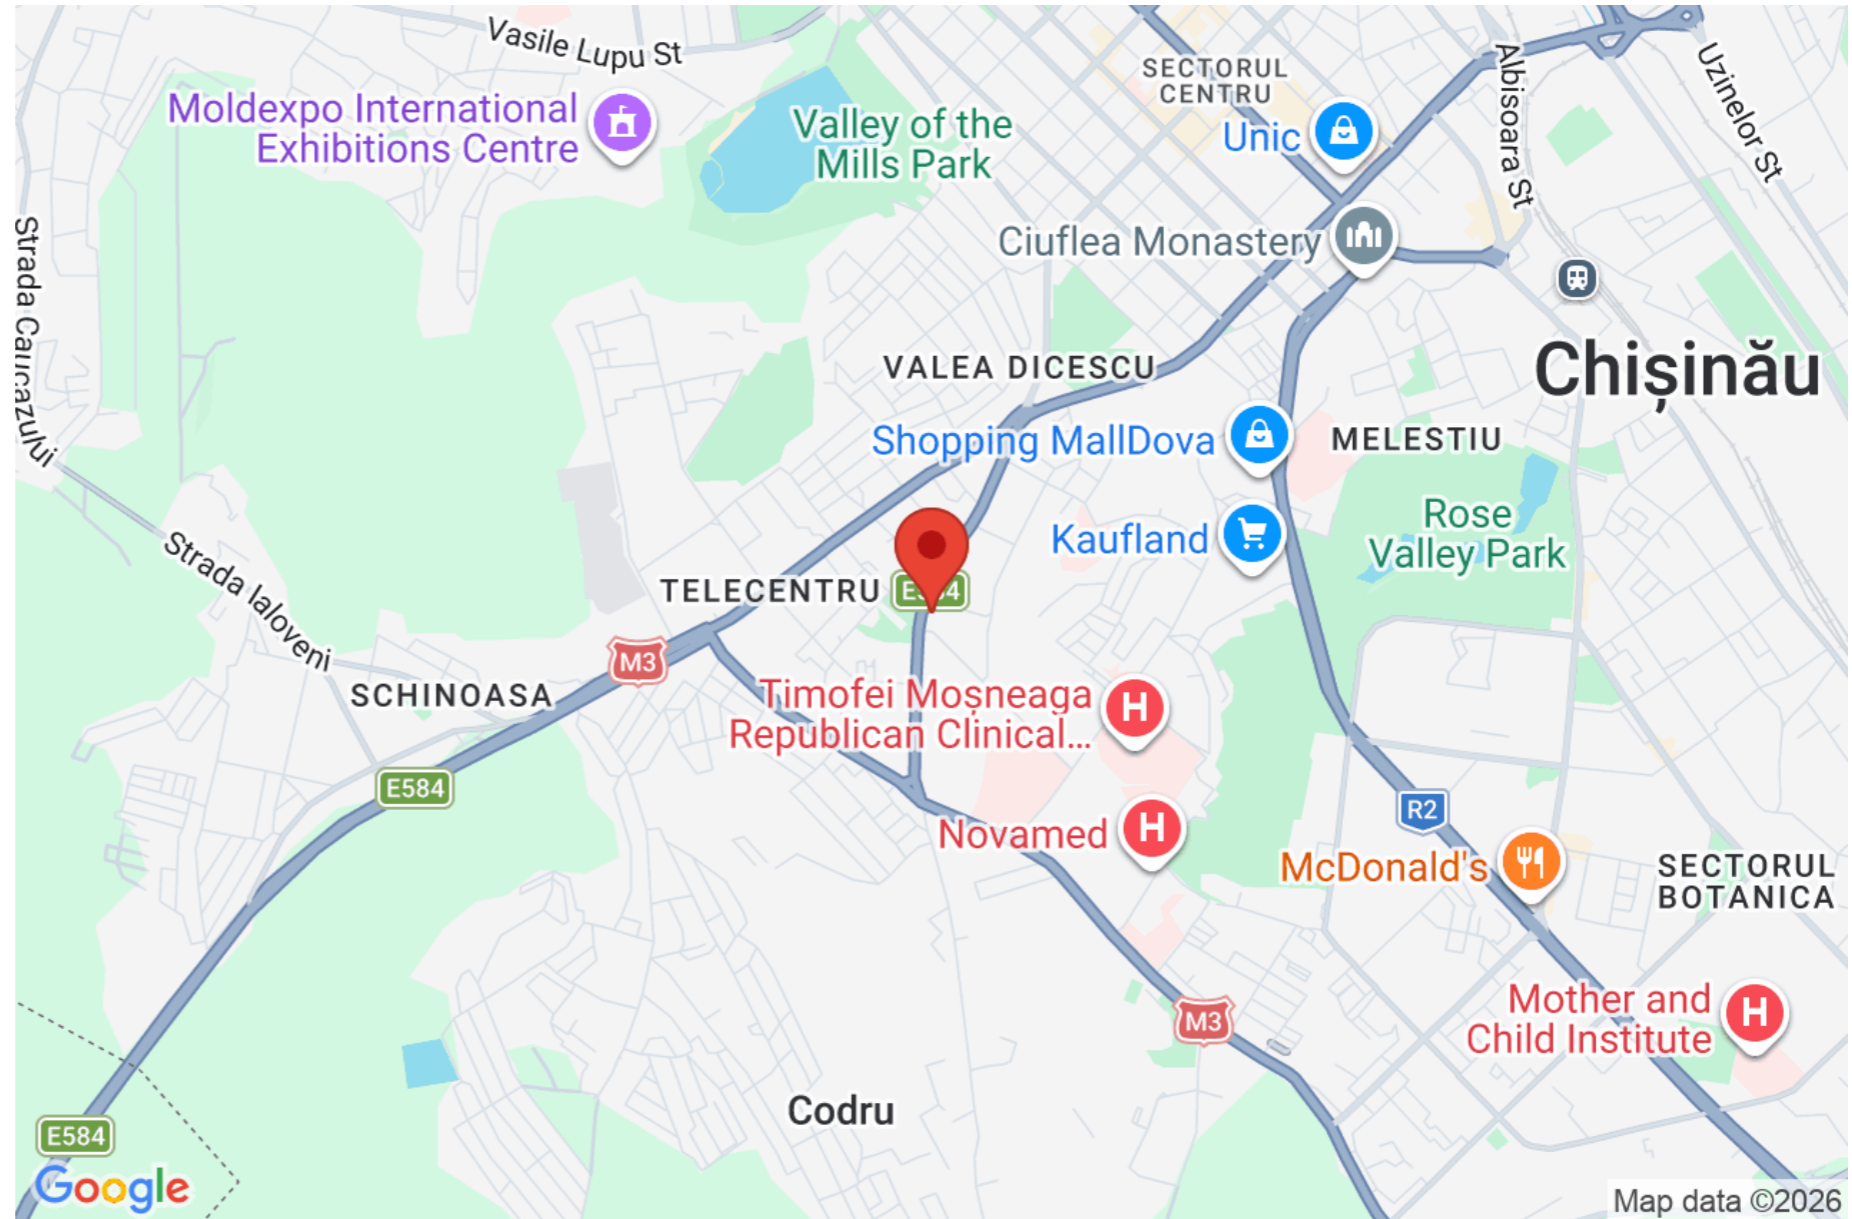 Vasile Lupu St
SECTORUL
CENTRU
Albisoara St
Uzinelor St
Moldexpo International
Exhibitions Centre
Valley of the
Mills Park
Unic
Ciuflea Monastery
Strada Caucazului
Chișinău
VALEA DICESCU
Shopping MallDova
MELESTIU
Rose
Valley Park
Kaufland
Strada Ialoveni
TELECENTRU
M3
SCHINOASA
Timofei Moșneaga
Republican Clinical...
H
E584
R2
Novamed
H
McDonald's
SECTORUL
BOTANICA
Mother and
Child Institute
H
M3
Codru
E584
Google
Map data ©2026